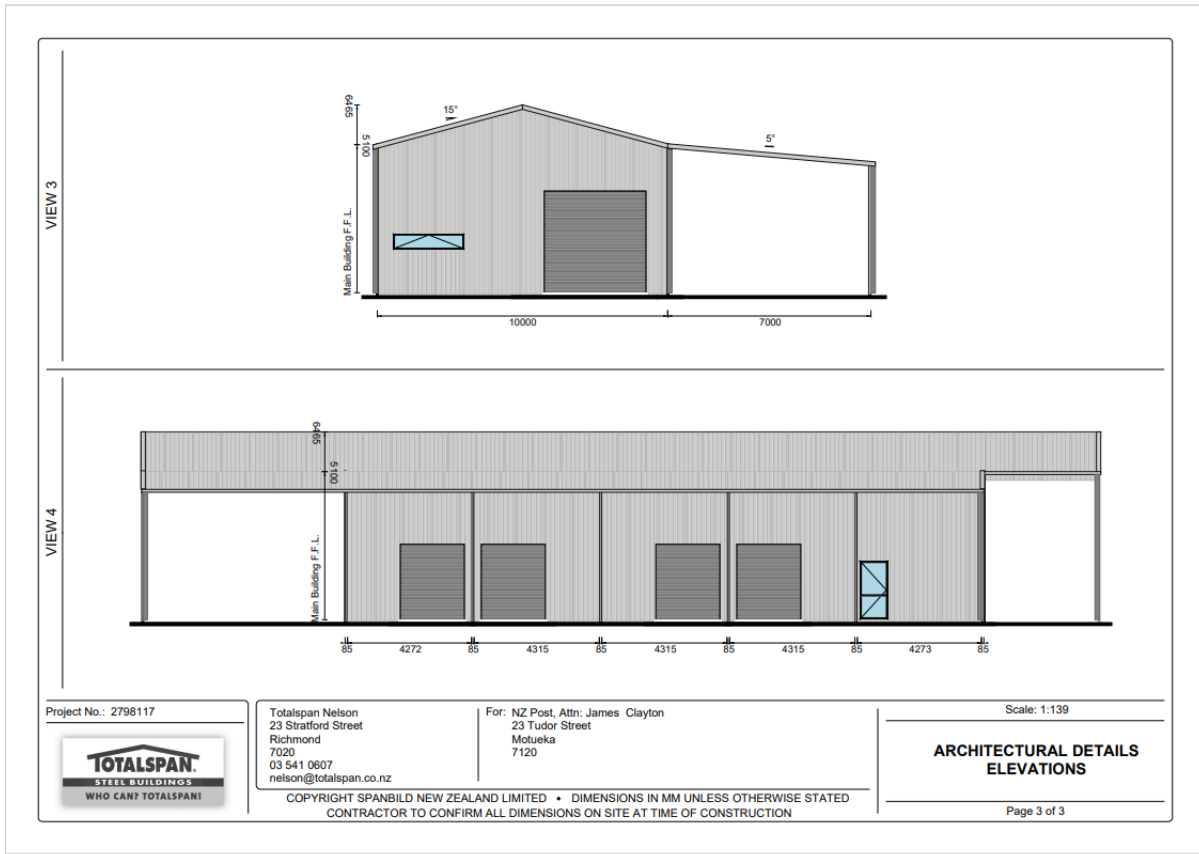 VIEW 3
6465
5100
Main Building F.F.L.
15°
5°
10000
7000
VIEW 4
6465
5100
Main Building F.F.L.
85
4272
85
4315
85
4315
85
4315
85
4273
85
Project No.: 2798117
TOTALSPAN.
STEEL BUILDINGS
WHO CAN? TOTALSPAN!
Totalspan Nelson
23 Stratford Street
Richmond
7020
03 541 0607
nelson@totalspan.co.nz
For: NZ Post, Attn: James Clayton
23 Tudor Street
Motueka
7120
COPYRIGHT SPANBILD NEW ZEALAND LIMITED • DIMENSIONS IN MM UNLESS OTHERWISE STATED
CONTRACTOR TO CONFIRM ALL DIMENSIONS ON SITE AT TIME OF CONSTRUCTION
Scale: 1:139
ARCHITECTURAL DETAILS
ELEVATIONS
Page 3 of 3